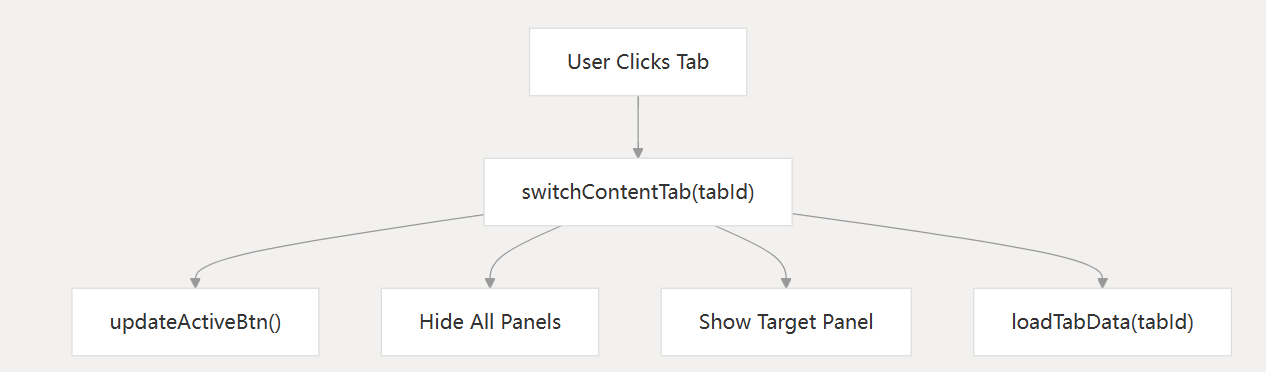 User Clicks Tab
switchContentTab(tabId)
updateActiveBtn()
Hide All Panels
Show Target Panel
loadTabData(tabId)